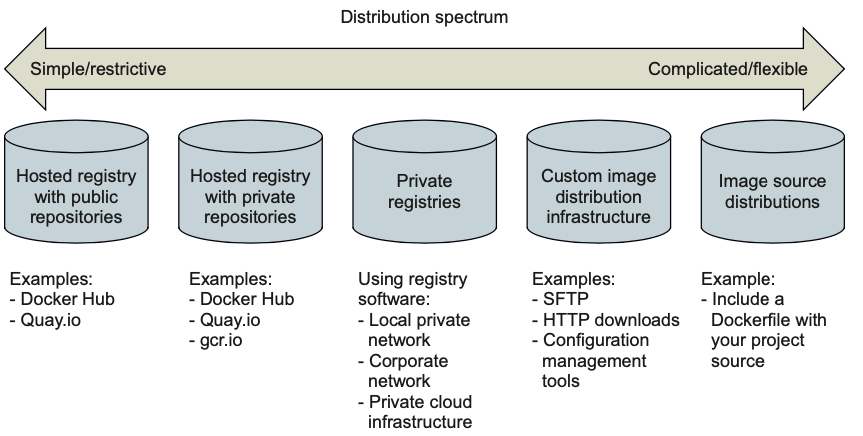 Distribution spectrum
Simple/restrictive
Complicated/flexible
Hosted registry
with public
repositories
Hosted registry
with private
repositories
Private
registries
Custom image
distribution
infrastructure
Image source
distributions
Examples:
- Docker Hub
- Quay.io
Examples:
- Docker Hub
- Quay.io
- gcr.io
Using registry
software:
- Local private
network
- Corporate
network
- Private cloud
infrastructure
Examples:
- SFTP
- HTTP downloads
- Configuration
management
tools
Example:
- Include a
Dockerfile with
your project
source